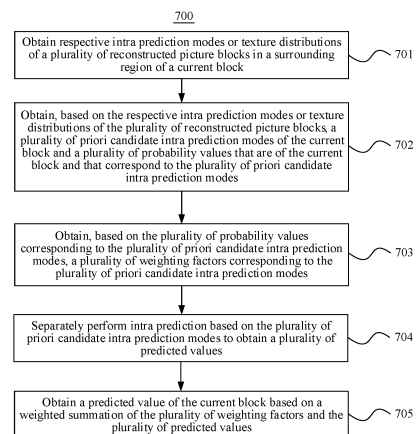 700
Obtain respective intra prediction modes or texture distributions
of a plurality of reconstructed picture blocks in a surrounding
region of a current block
701
Obtain, based on the respective intra prediction modes or texture
distributions of the plurality of reconstructed picture blocks, a
plurality of priori candidate intra prediction modes of the current
block and a plurality of probability values that are of the current
block and that correspond to the plurality of priori candidate
intra prediction modes
702
Obtain, based on the plurality of probability values
corresponding to the plurality of priori candidate intra prediction
modes, a plurality of weighting factors corresponding to the
plurality of priori candidate intra prediction modes
703
Separately perform intra prediction based on the plurality of
priori candidate intra prediction modes to obtain a plurality of
predicted values
704
Obtain a predicted value of the current block based on a
weighted summation of the plurality of weighting factors and the
plurality of predicted values
705